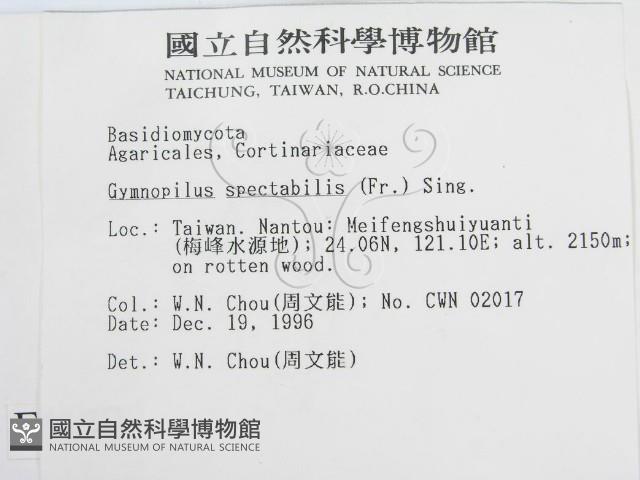 國立自然科學博物館
NATIONAL MUSEUM OF NATURAL SCIENCE
TAICHUNG, TAIWAN, R.O.CHINA
Basidiomycota
Agaricales, Cortinariaceae
Gymnopilus spectabilis (Fr.) Sing.
Loc.: Taiwan. Nantou: Meifengshuiyuanti
(梅峰水源地); 24.06N, 121.10E; alt. 2150m;
on rotten wood.
Col.: W.N. Chou(周文能); No. CWN 02017
Date: Dec. 19, 1996
Det.: W.N. Chou(周文能)
國立自然科學博物館
NATIONAL MUSEUM OF NATURAL SCIENCE